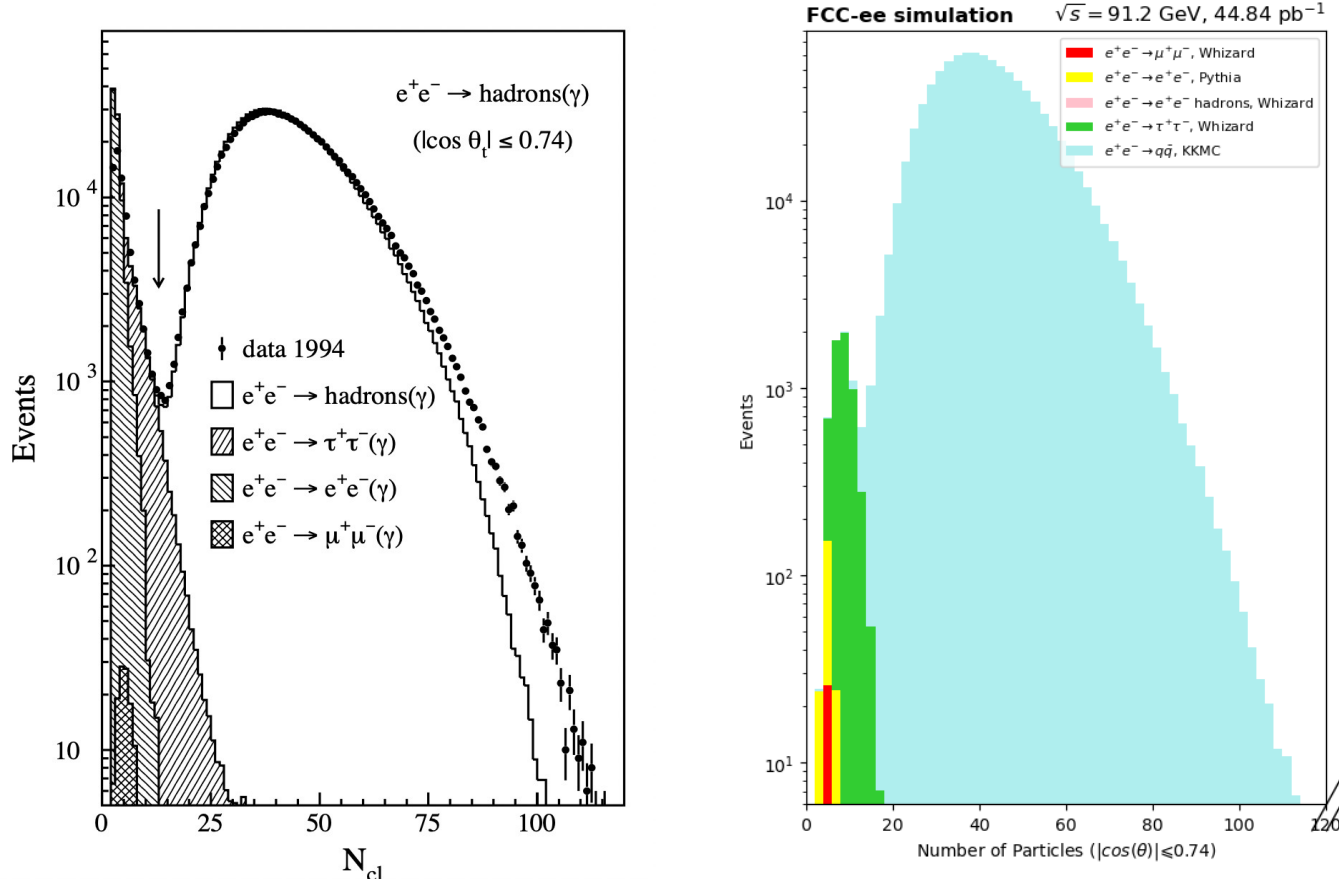 e⁺e⁻ → hadrons(γ)
(|cos θₜ| ≤ 0.74)
10⁴
10³
10²
10
Events
data 1994
e⁺e⁻ → hadrons(γ)
e⁺e⁻ → τ⁺τ⁻(γ)
e⁺e⁻ → e⁺e⁻(γ)
e⁺e⁻ → μ⁺μ⁻(γ)
0 25 50 75 100
N_cl
FCC-ee simulation √s = 91.2 GeV, 44.84 pb⁻¹
e⁺e⁻→μ⁺μ⁻, Whizard
e⁺e⁻→e⁺e⁻, Pythia
e⁺e⁻→e⁺e⁻ hadrons, Whizard
e⁺e⁻→τ⁺τ⁻, Whizard
e⁺e⁻→qq̄, KKMC
10⁴
10³
10²
10¹
Events
0 20 40 60 80 100 120
Number of Particles (|cos(θ)|⩽0.74)